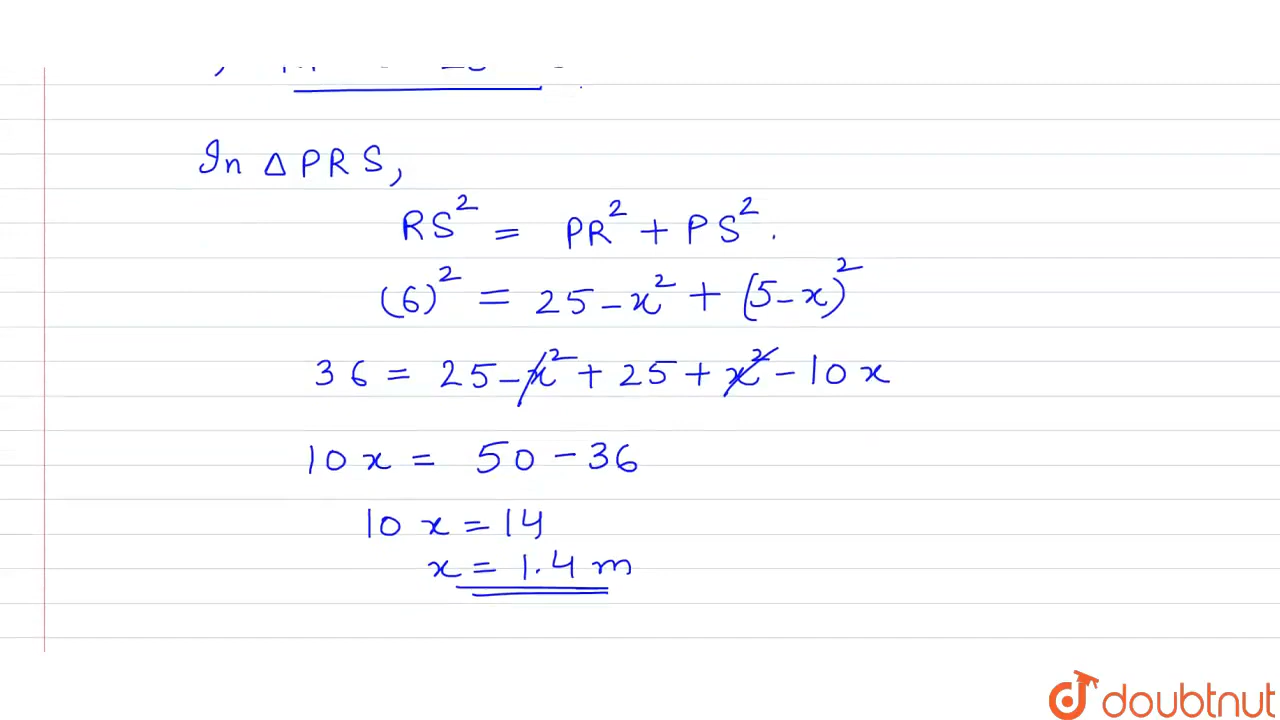 In Δ PRS,
RS² = PR² + PS².
(6)² = 25 - x² + (5 - x)²
36 = 25 - x² + 25 + x² - 10x
10x = 50 - 36
10x = 14
x = 1.4 m
doubtnut